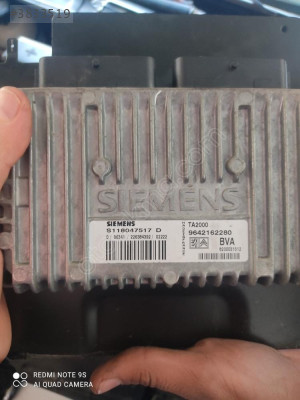 SIEMENS
SIEMENS
S118047517 D
TA2000
9642162280
BVA
REDMI NOTE 9S
AI QUAD CAMERA